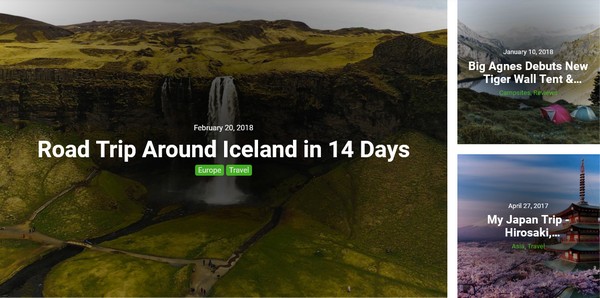 February 20, 2018
Road Trip Around Iceland in 14 Days
Europe Travel
January 10, 2018
Big Agnes Debuts New
Tiger Wall Tent &...
Campsites, Reviews
April 27, 2017
My Japan Trip -
Hirosaki,...
Asia, Travel